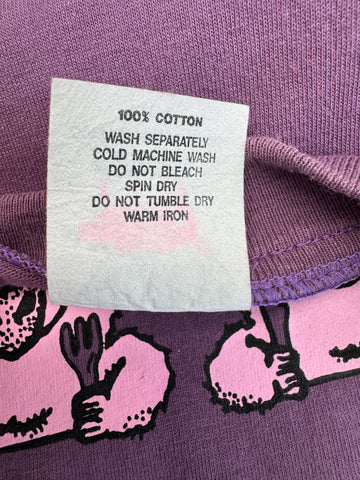 100% COTTON
WASH SEPARATELY
COLD MACHINE WASH
DO NOT BLEACH
SPIN DRY
DO NOT TUMBLE DRY
WARM IRON